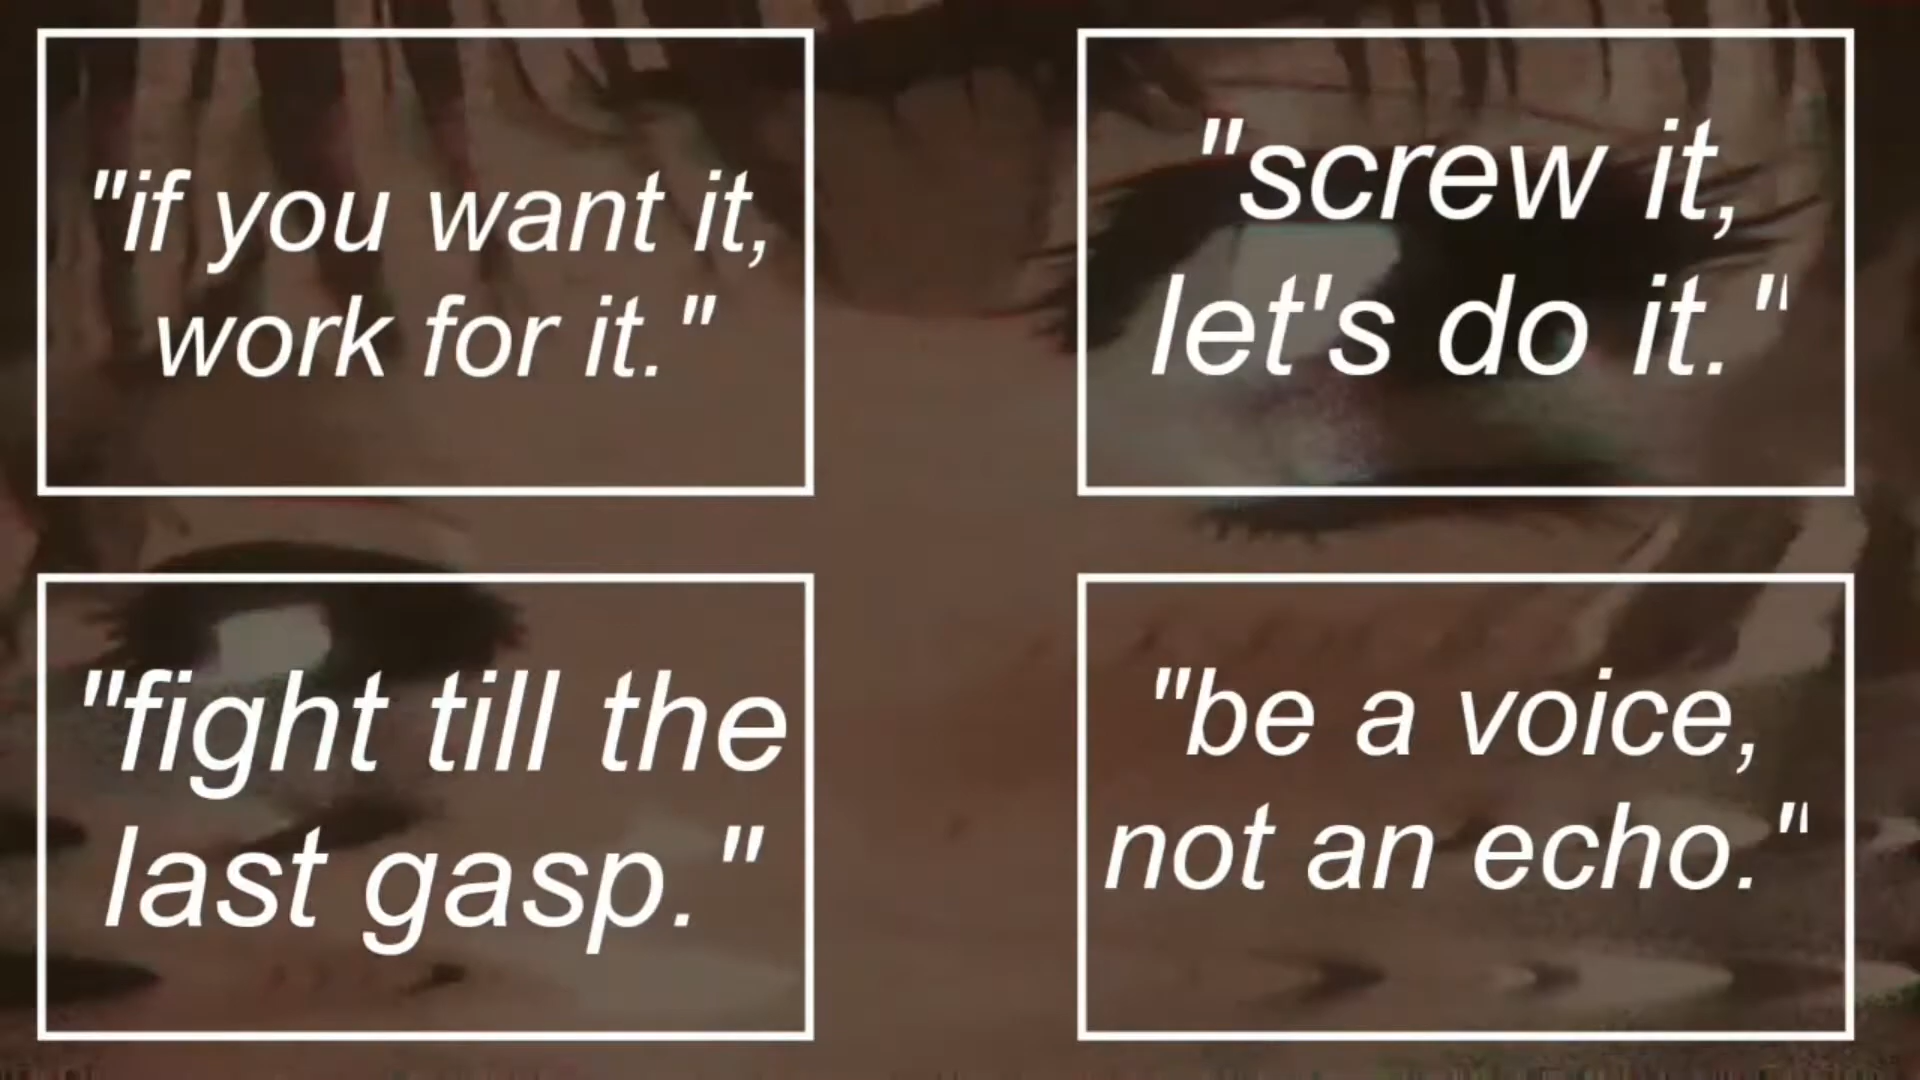 "if you want it,
work for it."
"screw it,
let's do it."
"fight till the
last gasp."
"be a voice,
not an echo."